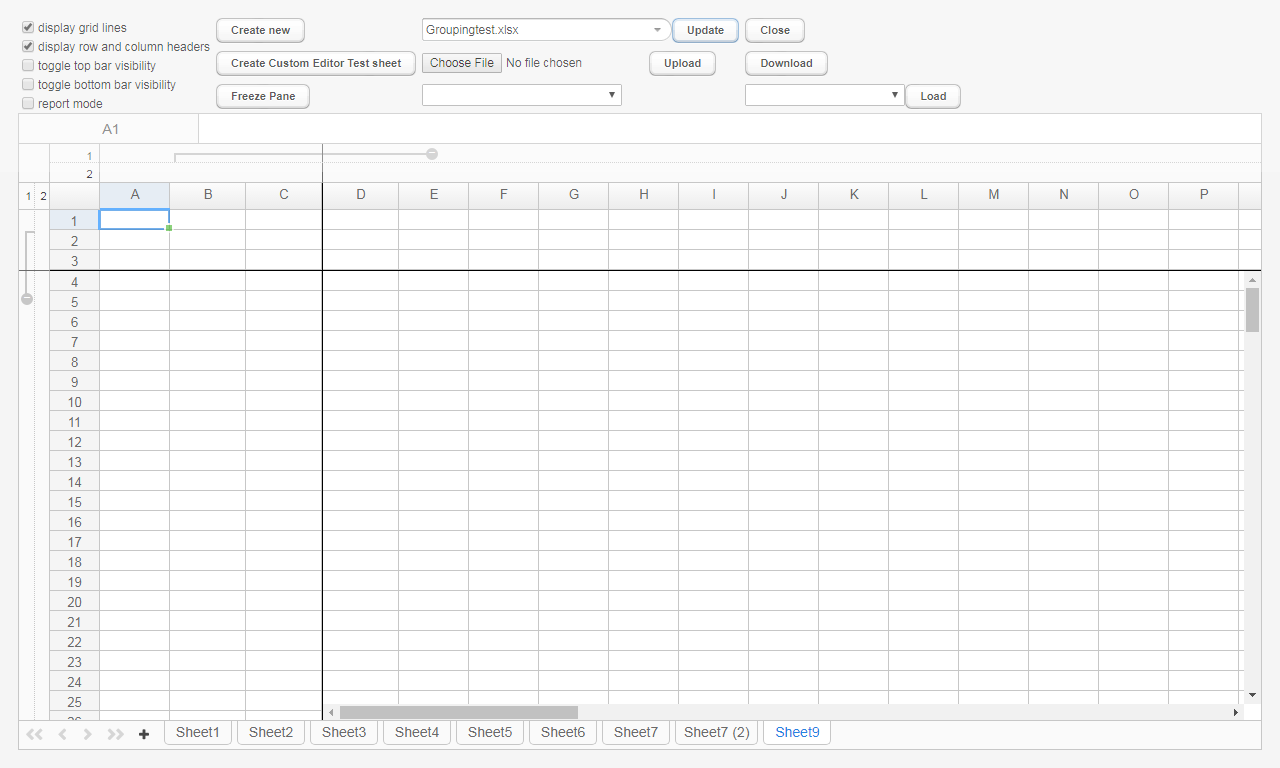 display grid lines
display row and column headers
toggle top bar visibility
toggle bottom bar visibility
report mode
Create new
Groupingtest.xlsx
Update
Close
Create Custom Editor Test sheet
Choose File No file chosen
Upload
Download
Freeze Pane
Load
A1
1
2
1 2
A B C D E F G H I J K L M N O P
1
2
3
4
5
6
7
8
9
10
11
12
13
14
15
16
17
18
19
20
21
22
23
24
25
26
Sheet1 Sheet2 Sheet3 Sheet4 Sheet5 Sheet6 Sheet7 Sheet7 (2) Sheet9